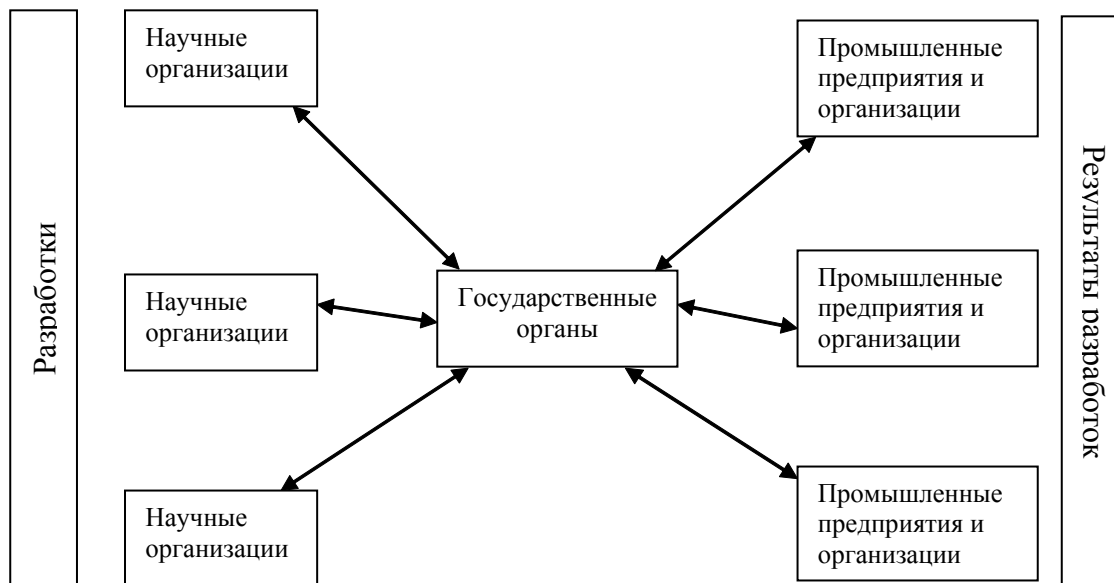 Разработки
Научные
организации
Промышленные
предприятия и
организации
Результаты разработок
Научные
организации
Государственные
органы
Промышленные
предприятия и
организации
Научные
организации
Промышленные
предприятия и
организации